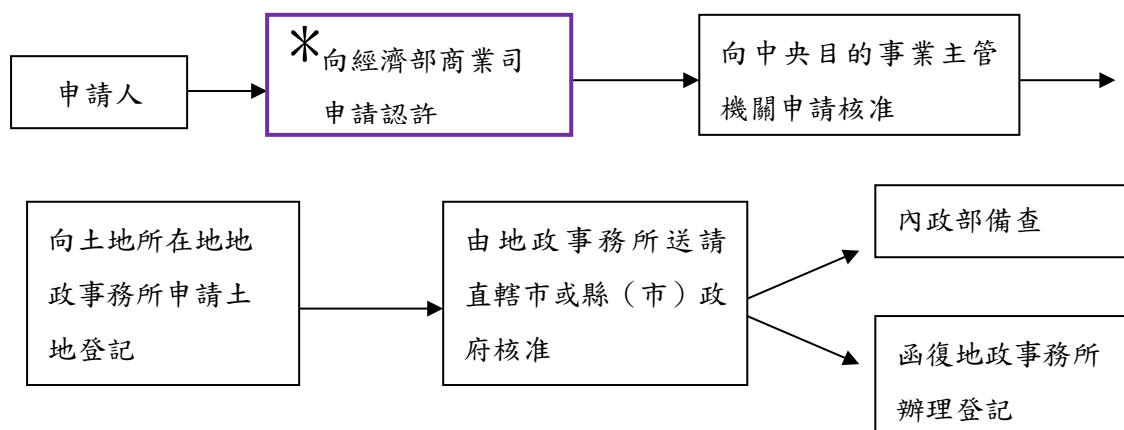 申請人
＊向經濟部商業司
申請認許
向中央目的事業主管
機關申請核准
向土地所在地地
政事務所申請土
地登記
由地政事務所送請
直轄市或縣（市）政
府核准
內政部備查
函復地政事務所
辦理登記